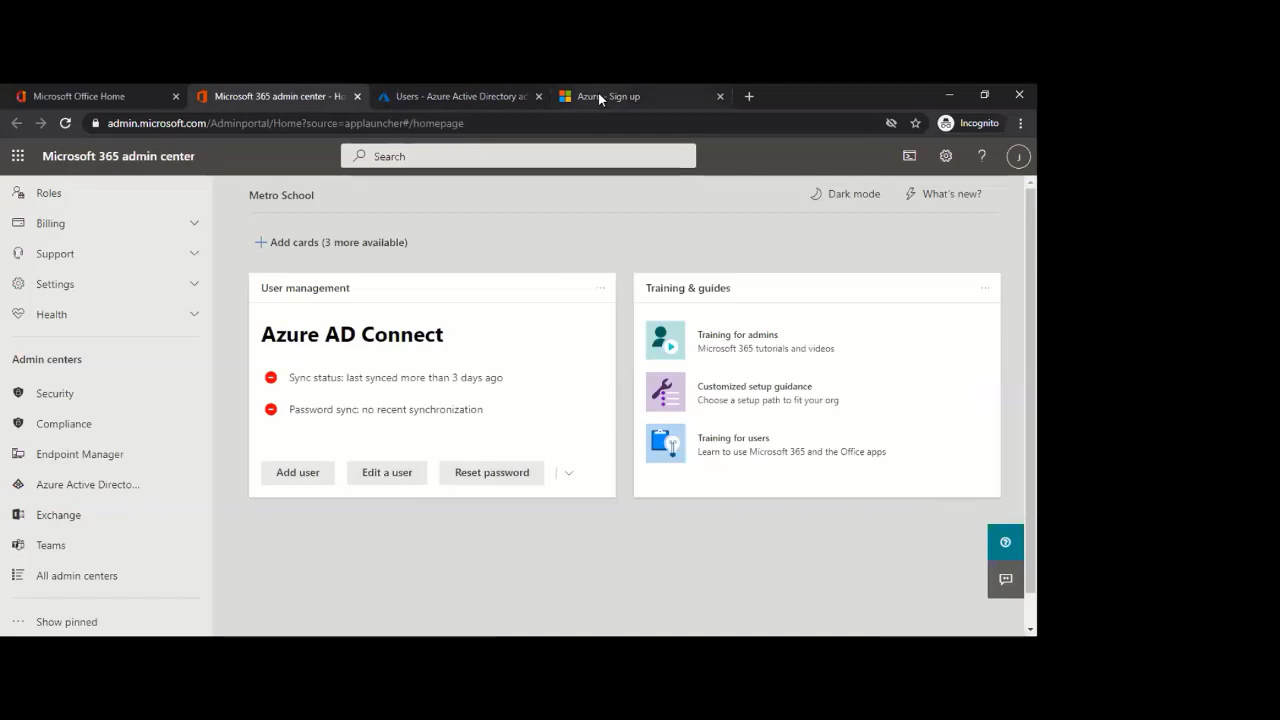 Microsoft Office Home
Microsoft 365 admin center - Ho
Users - Azure Active Directory ad
Azure - Sign up
admin.microsoft.com/Adminportal/Home?source=applauncher#/homepage
Incognito
Microsoft 365 admin center
Search
J
Roles
Billing
Support
Settings
Health
Admin centers
Security
Compliance
Endpoint Manager
Azure Active Directo...
Exchange
Teams
All admin centers
Show pinned
Metro School
Dark mode
What's new?
Add cards (3 more available)
User management
Azure AD Connect
Sync status: last synced more than 3 days ago
Password sync: no recent synchronization
Add user
Edit a user
Reset password
Training & guides
Training for admins
Microsoft 365 tutorials and videos
Customized setup guidance
Choose a setup path to fit your org
Training for users
Learn to use Microsoft 365 and the Office apps